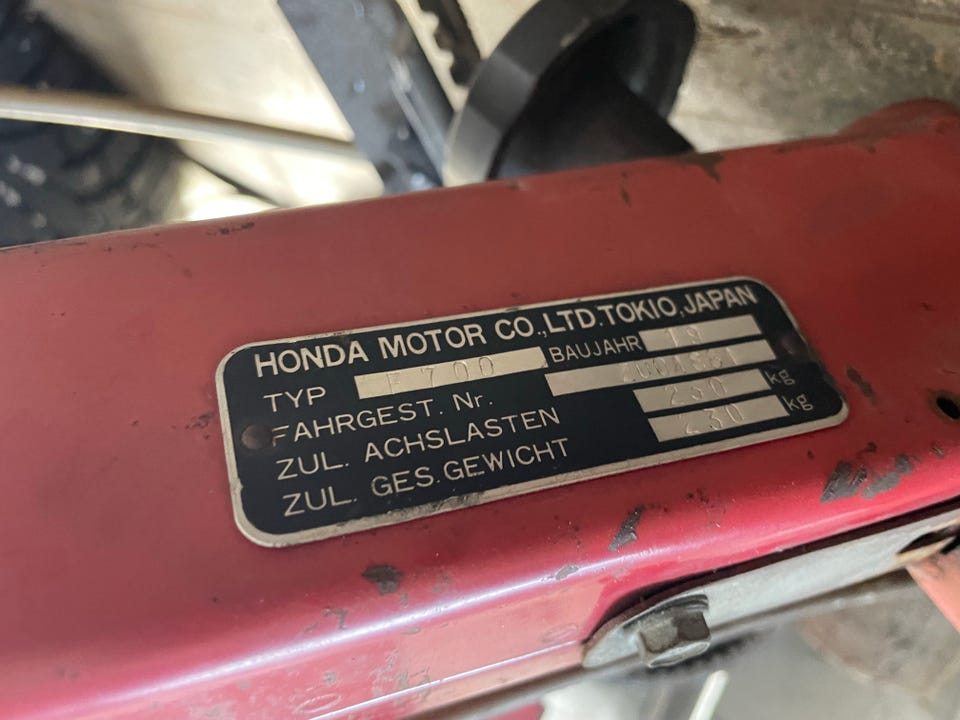 HONDA MOTOR CO.,LTD.TOKIO,JAPAN
TYP F700 BAUJAHR 19
FAHRGEST. Nr.
ZUL. ACHSLASTEN 230 kg
ZUL. GES.GEWICHT 230 kg